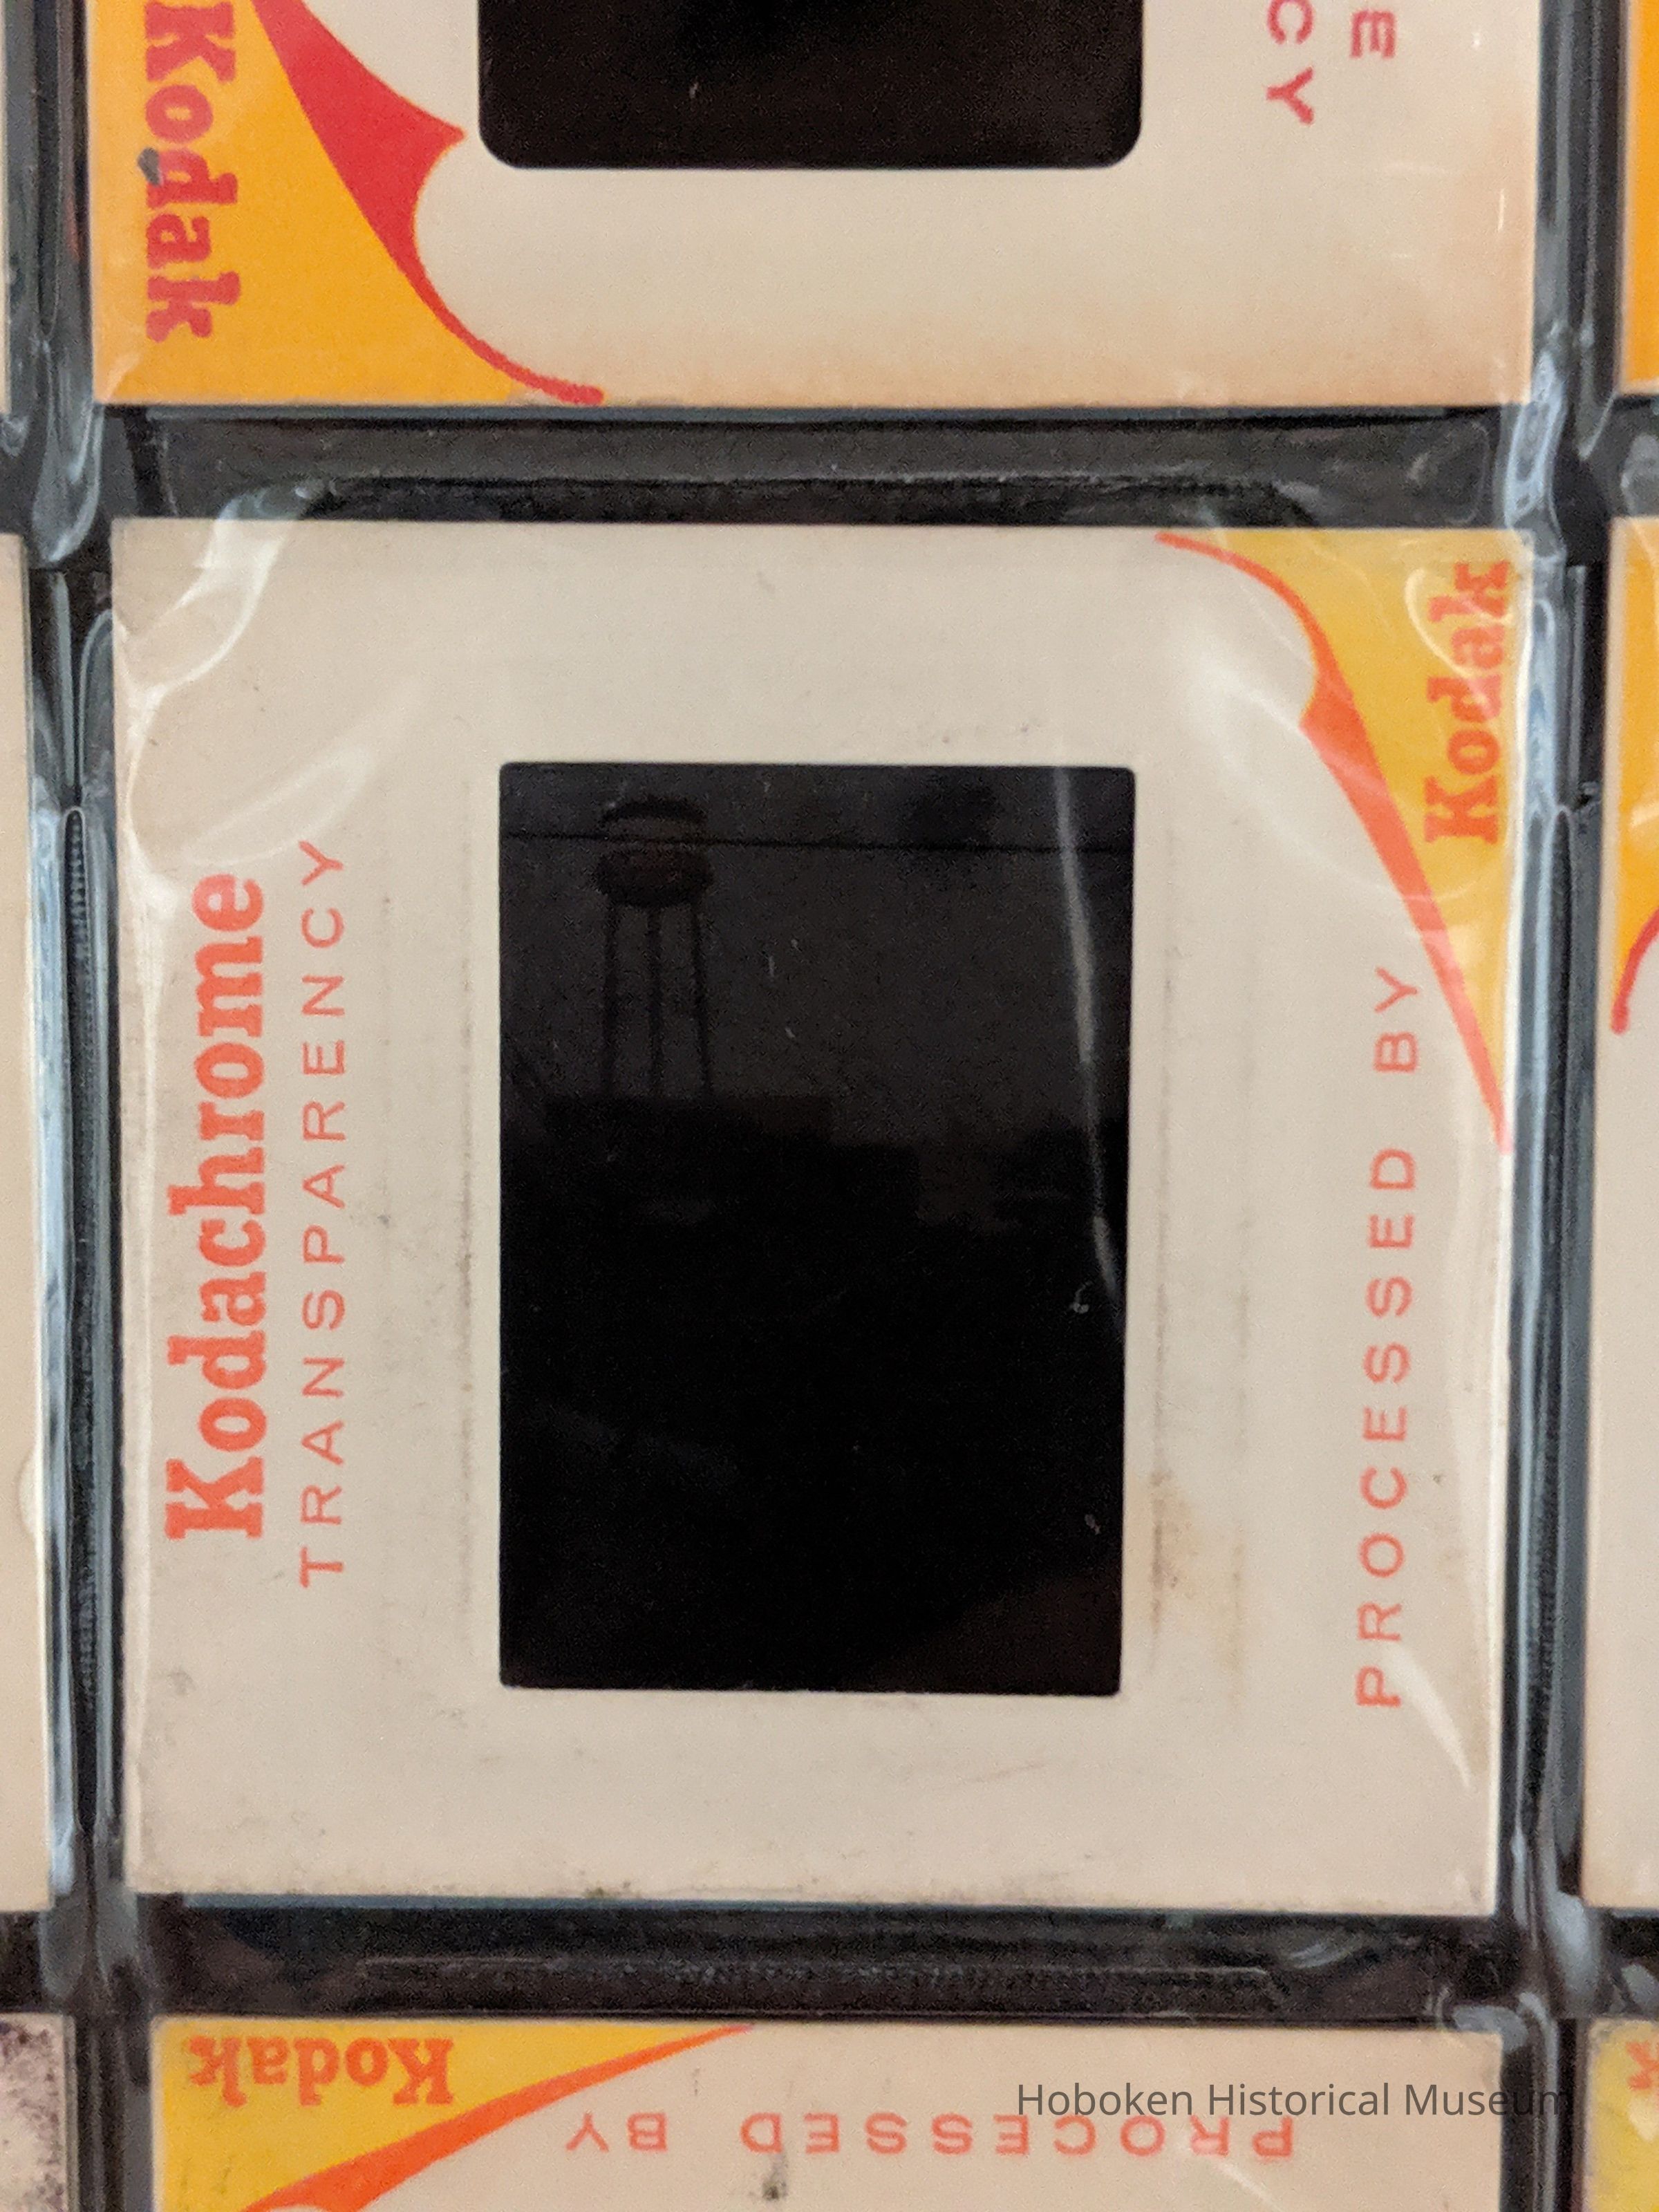 Kodak
CY
E
Kodak
Kodachrome
TRANSPARENCY
PROCESSED BY
Kodak
PROCESSED BY
Hoboken Historical Museum